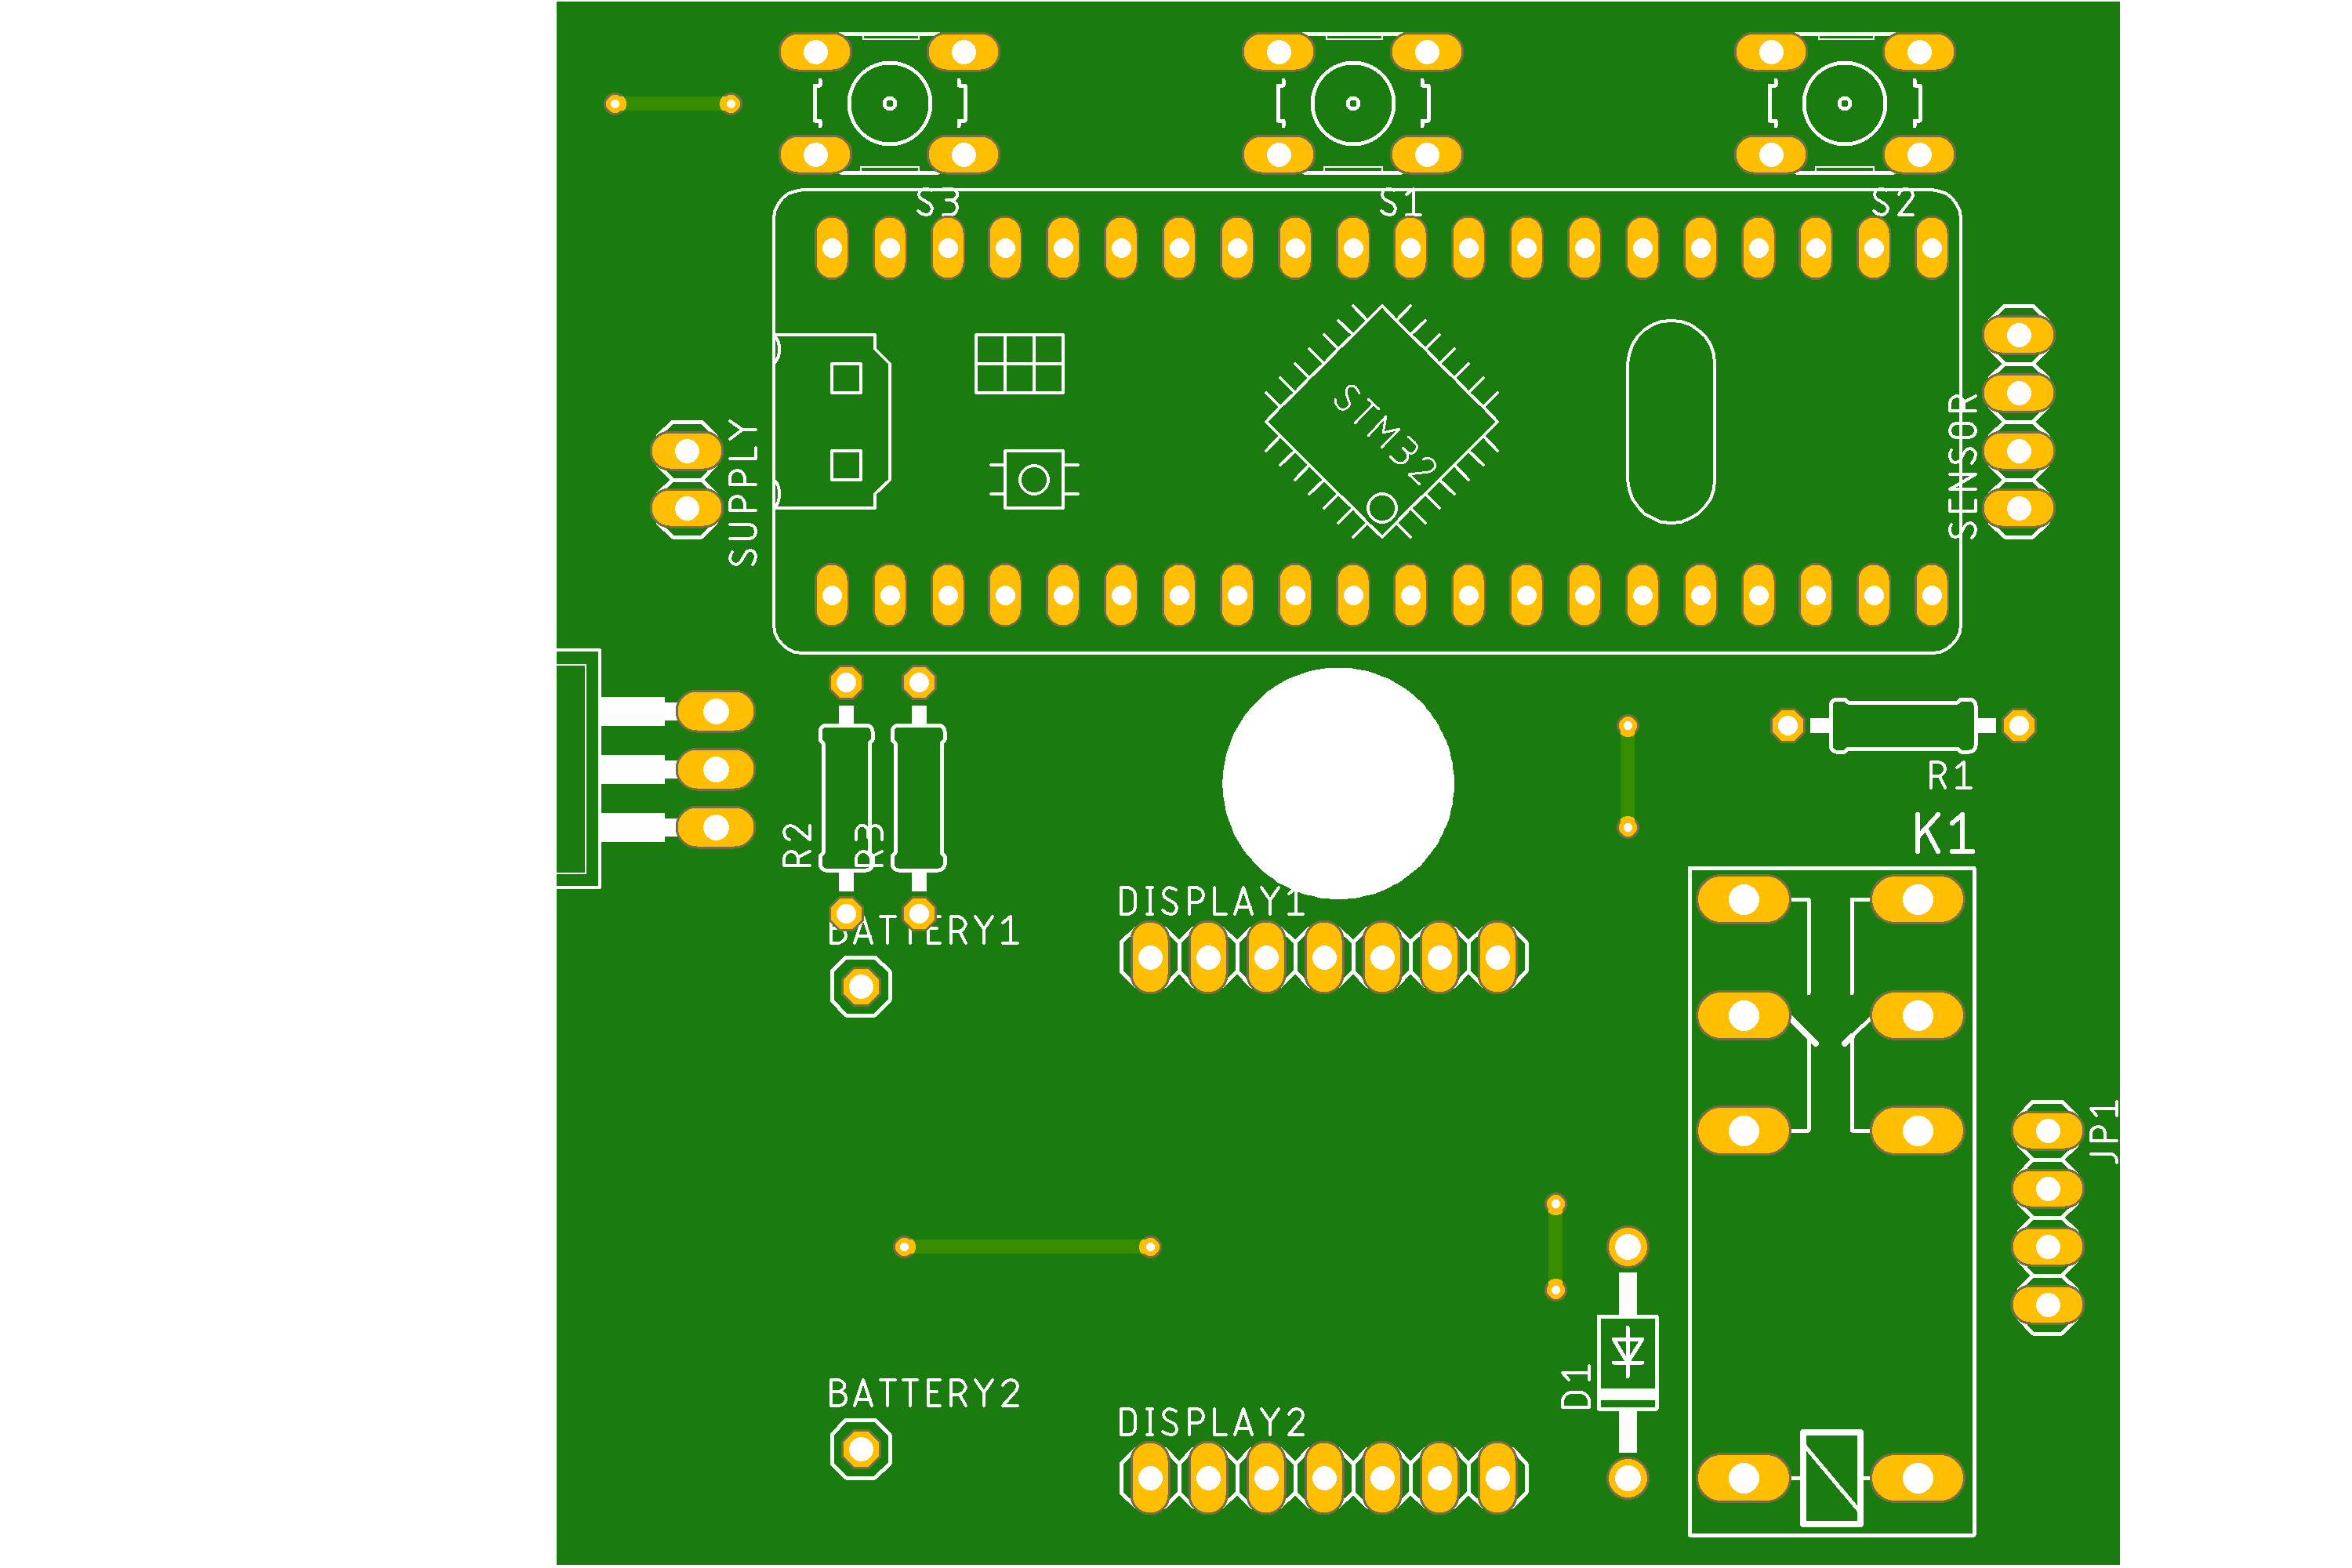 S3
S1
S2
STM32
SUPPLY
SENSOR
R2
R3
R1
K1
DISPLAY1
BATTERY1
JP1
D1
BATTERY2
DISPLAY2